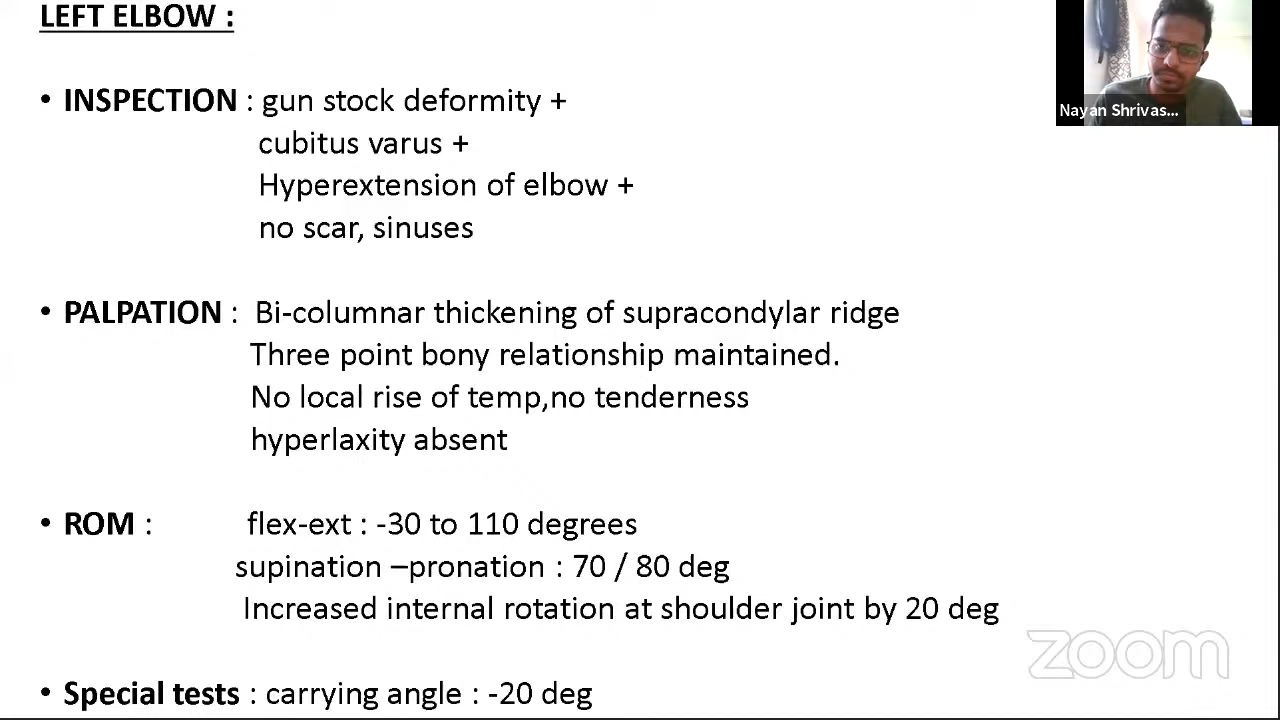 LEFT ELBOW :
• INSPECTION : gun stock deformity +
cubitus varus +
Hyperextension of elbow +
no scar, sinuses
• PALPATION : Bi-columnar thickening of supracondylar ridge
Three point bony relationship maintained.
No local rise of temp,no tenderness
hyperlaxity absent
• ROM : flex-ext : -30 to 110 degrees
supination –pronation : 70 / 80 deg
Increased internal rotation at shoulder joint by 20 deg
• Special tests : carrying angle : -20 deg
Nayan Shrivas...
zoom